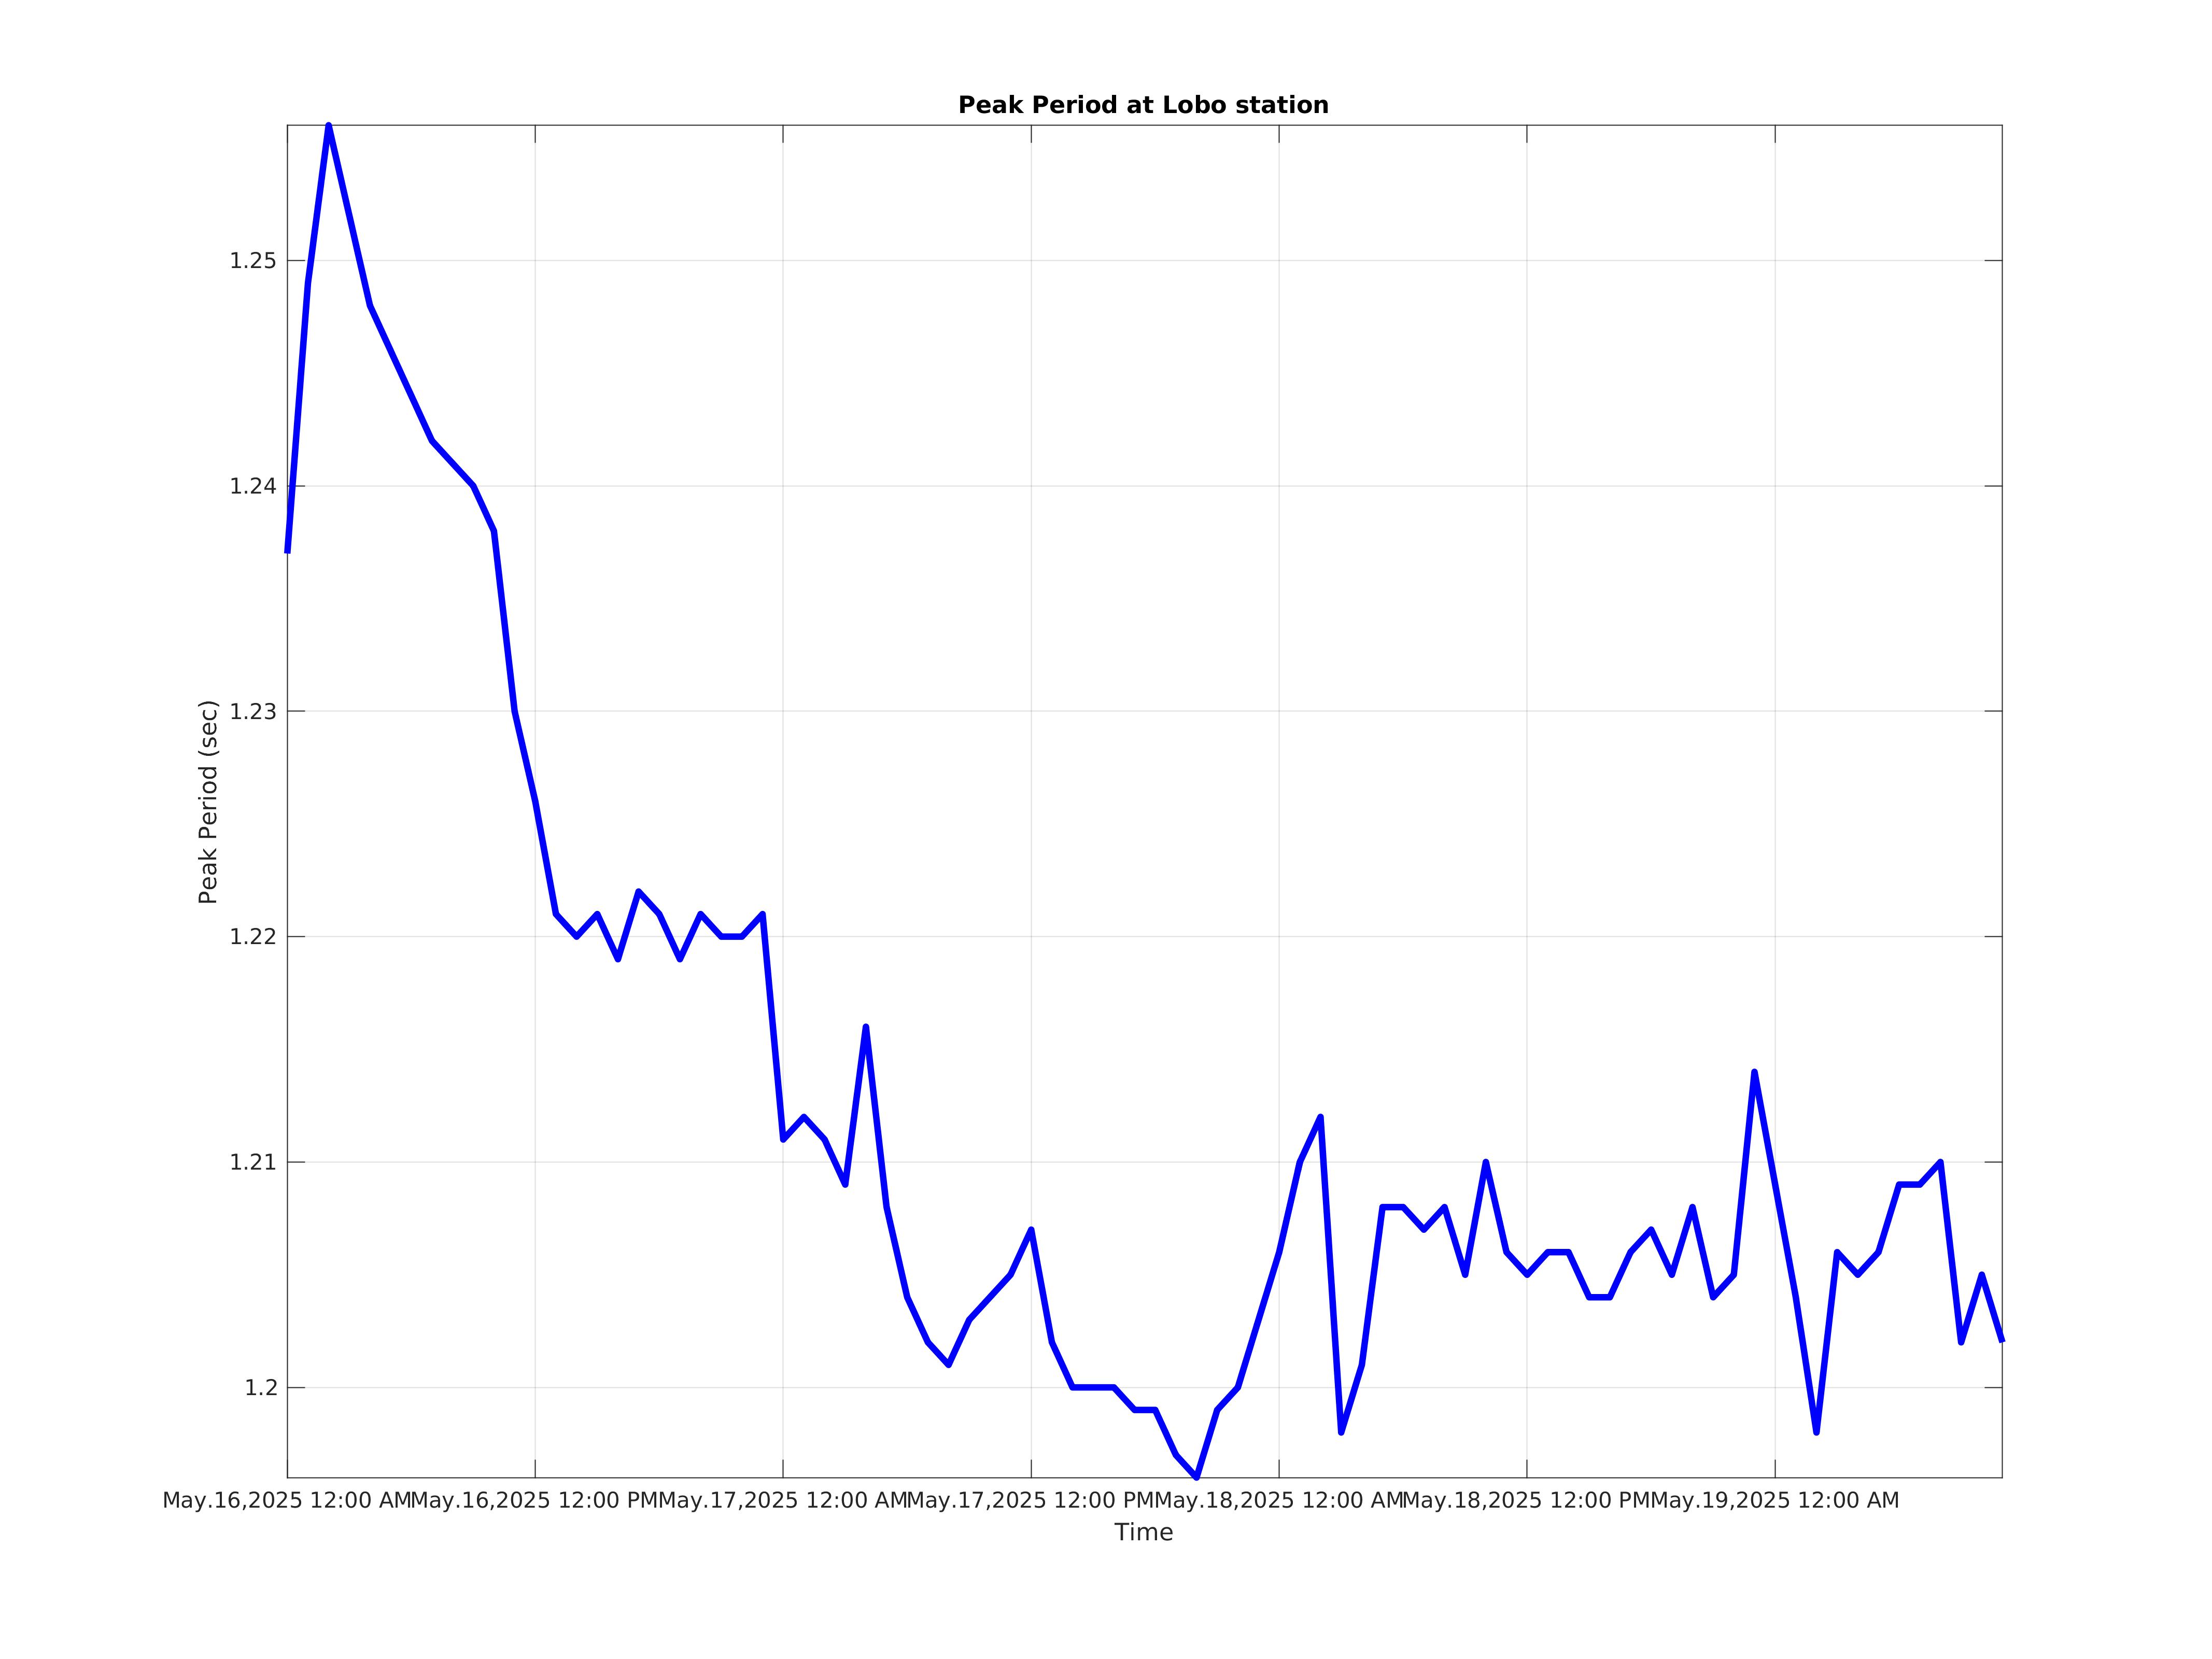 Peak Period at Lobo station
Peak Period (sec)
1.25
1.24
1.23
1.22
1.21
1.2
May.16,2025 12:00 AM
May.16,2025 12:00 PM
May.17,2025 12:00 AM
May.17,2025 12:00 PM
May.18,2025 12:00 AM
May.18,2025 12:00 PM
May.19,2025 12:00 AM
Time